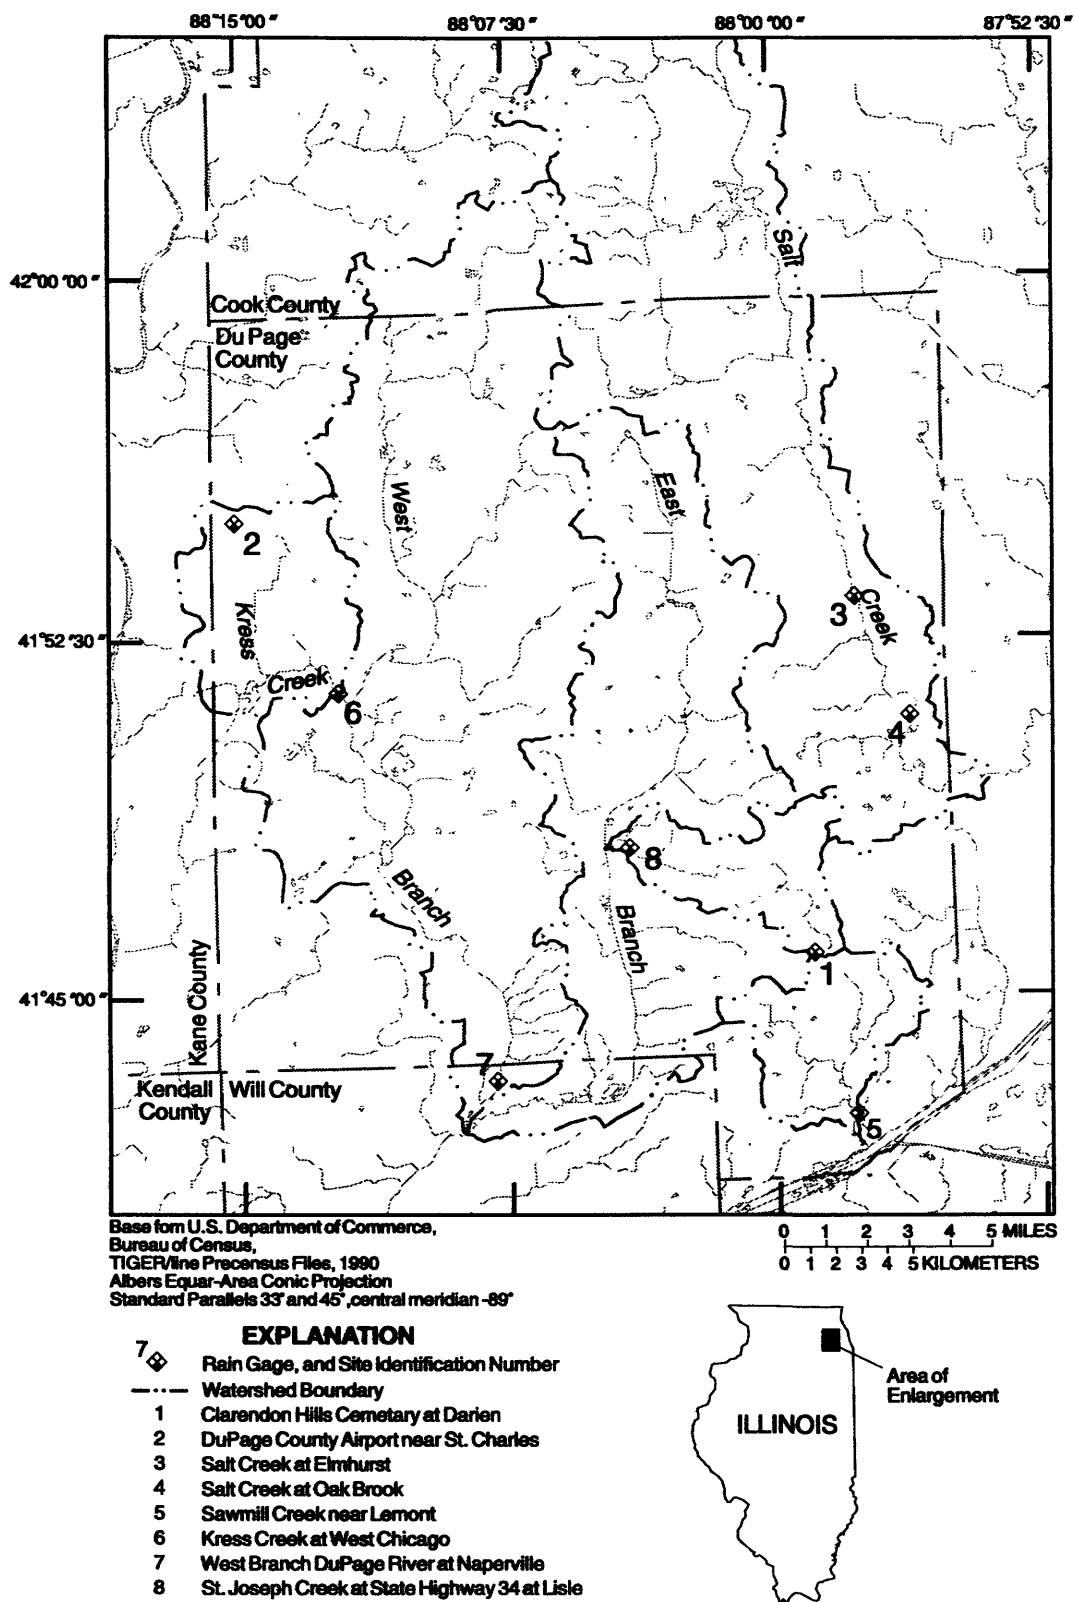 88°15'00" 88°07'30" 88°00'00" 87°52'30"
42°00'00"
Salt
Cook County
Du Page
County
West
East
2
3
Creek
Kress
41°52'30"
Creek
6
4
8
Branch
Branch
1
Kane County
41°45'00"
7
Kendall
County
Will County
5
Base fom U.S. Department of Commerce,
Bureau of Census,
TIGER/line Precensus Files, 1990
Albers Equar-Area Conic Projection
Standard Parallels 33° and 45°, central meridian -89°
0 1 2 3 4 5 MILES
0 1 2 3 4 5 KILOMETERS
EXPLANATION
7 Rain Gage, and Site Identification Number
Watershed Boundary
1 Clarendon Hills Cemetary at Darien
2 DuPage County Airport near St. Charles
3 Salt Creek at Elmhurst
4 Salt Creek at Oak Brook
5 Sawmill Creek near Lemont
6 Kress Creek at West Chicago
7 West Branch DuPage River at Naperville
8 St. Joseph Creek at State Highway 34 at Lisle
Area of
Enlargement
ILLINOIS